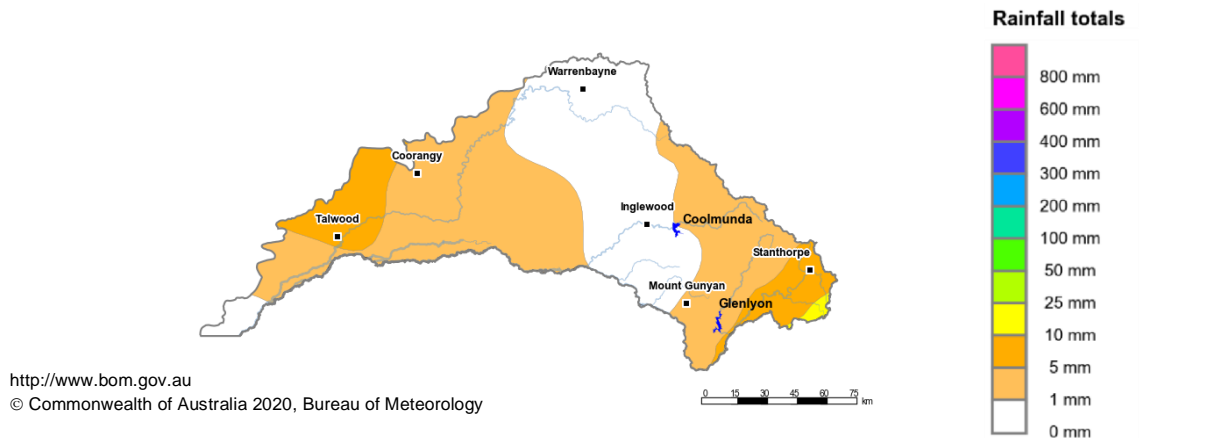 Rainfall totals
800 mm
600 mm
400 mm
300 mm
200 mm
100 mm
50 mm
25 mm
10 mm
5 mm
1 mm
0 mm
Warrenbayne
Coorangy
Talwood
Inglewood
Coolmunda
Stanthorpe
Mount Gunyan
Glenlyon
0 15 30 45 60 75
km
http://www.bom.gov.au
© Commonwealth of Australia 2020, Bureau of Meteorology